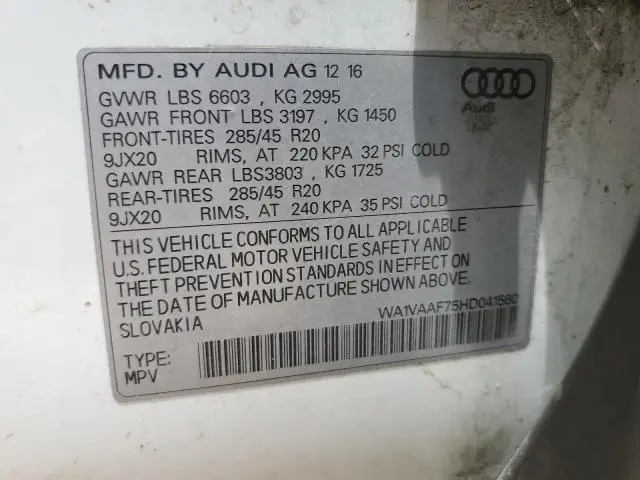 MFD. BY AUDI AG 12 16
GVWR LBS 6603 , KG 2995
GAWR FRONT LBS 3197 , KG 1450
FRONT-TIRES 285/45 R20
9JX20 RIMS, AT 220 KPA 32 PSI COLD
GAWR REAR LBS3803 , KG 1725
REAR-TIRES 285/45 R20
9JX20 RIMS, AT 240 KPA 35 PSI COLD
Audi
THIS VEHICLE CONFORMS TO ALL APPLICABLE
U.S. FEDERAL MOTOR VEHICLE SAFETY AND
THEFT PREVENTION STANDARDS IN EFFECT ON
THE DATE OF MANUFACTURE SHOWN ABOVE.
SLOVAKIA
WA1VAAF75HD041560
TYPE:
MPV